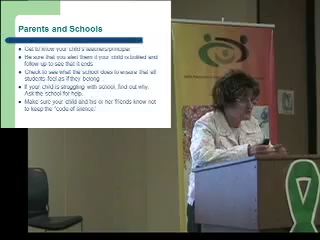 Parents and Schools
Get to know your child's teachers/principal
Be sure that you alert them if your child is bullied and
follow up to see that it ends
Check to see what the school does to ensure that all
students feel as if they belong
If your child is struggling with school, find out why.
Ask the school for help.
Make sure your child and his or her friends know not
to keep the "code of silence."